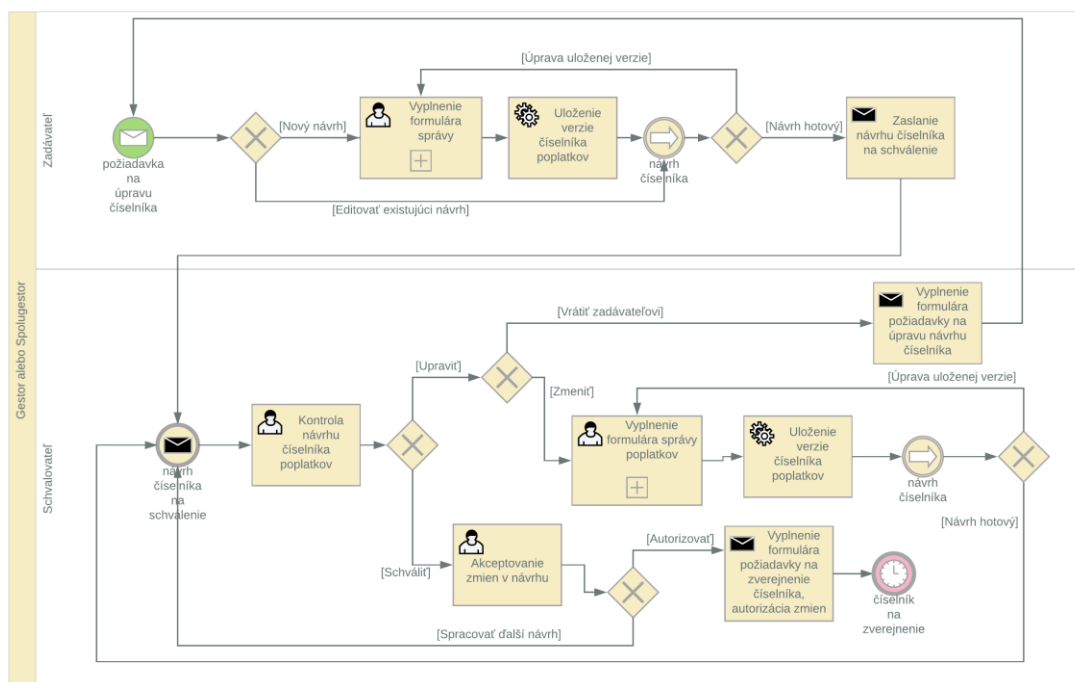 Gestor alebo Spolugestor
Zadávateľ
[Úprava uloženej verzie]
[Nový návrh]
Vyplnenie
formulára
správy
Uloženie
verzie
číselníka
poplatkov
návrh
číselníka
[Návrh hotový]
Zaslanie
návrhu číselníka
na schválenie
požiadavka
na
úpravu
číselníka
[Editovať existujúci návrh]
Schvalovateľ
[Vrátiť zadávateľovi]
Vyplnenie
formulára
požiadavky na
úpravu návrhu
číselníka
[Upraviť]
[Zmeniť]
[Úprava uloženej verzie]
návrh
číselníka
na
schválenie
Kontrola
návrhu
číselníka
poplatkov
Vyplnenie
formulára správy
poplatkov
Uloženie
verzie
číselníka
poplatkov
návrh
číselníka
[Návrh hotový]
[Schváliť]
Akceptovanie
zmien v návrhu
[Autorizovať]
Vyplnenie
formulára
požiadavky na
zverejnenie
číselníka,
autorizácia zmien
číselník
na
zverejnenie
[Spracovať ďalší návrh]